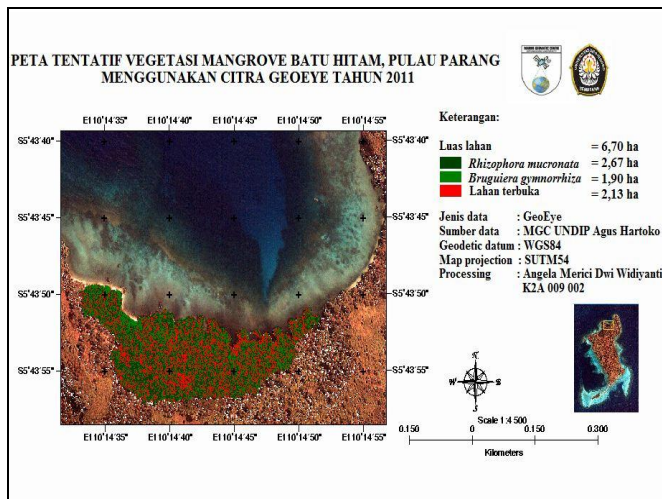 PETA TENTATIF VEGETASI MANGROVE BATU HITAM, PULAU PARANG
MENGGUNAKAN CITRA GEOEYE TAHUN 2011
E110°14'35" E110°14'40" E110°14'45" E110°14'50" E110°14'55"
S5°43'40" S5°43'40"
S5°43'45" S5°43'45"
S5°43'50" S5°43'50"
S5°43'55" S5°43'55"
E110°14'35" E110°14'40" E110°14'45" E110°14'50" E110°14'55"
Keterangan:
Luas lahan = 6,70 ha
Rhizophora mucronata = 2,67 ha
Bruguiera gymnorrhiza = 1,90 ha
Lahan terbuka = 2,13 ha
Jenis data : GeoEye
Sumber data : MGC UNDIP Agus Hartoko
Geodetic datum : WGS84
Map projection : SUTM54
Processing : Angela Merici Dwi Widiyanti
K2A 009 002
W E
S
Scale 1:4 500
0.150 0 0.150 0.300
Kilometers